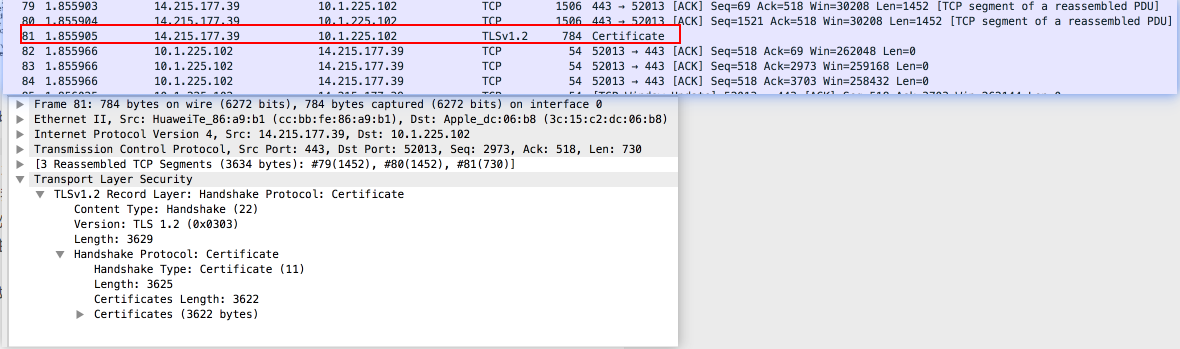 79 1.855903 14.215.177.39 10.1.225.102 TCP 1506 443 → 52013 [ACK] Seq=69 Ack=518 Win=30208 Len=1452 [TCP segment of a reassembled PDU]
80 1.855904 14.215.177.39 10.1.225.102 TCP 1506 443 → 52013 [ACK] Seq=1521 Ack=518 Win=30208 Len=1452 [TCP segment of a reassembled PDU]
81 1.855905 14.215.177.39 10.1.225.102 TLSv1.2 784 Certificate
82 1.855966 10.1.225.102 14.215.177.39 TCP 54 52013 → 443 [ACK] Seq=518 Ack=69 Win=262048 Len=0
83 1.855966 10.1.225.102 14.215.177.39 TCP 54 52013 → 443 [ACK] Seq=518 Ack=2973 Win=259168 Len=0
84 1.855966 10.1.225.102 14.215.177.39 TCP 54 52013 → 443 [ACK] Seq=518 Ack=3703 Win=258432 Len=0
Frame 81: 784 bytes on wire (6272 bits), 784 bytes captured (6272 bits) on interface 0
Ethernet II, Src: HuaweiTe_86:a9:b1 (cc:bb:fe:86:a9:b1), Dst: Apple_dc:06:b8 (3c:15:c2:dc:06:b8)
Internet Protocol Version 4, Src: 14.215.177.39, Dst: 10.1.225.102
Transmission Control Protocol, Src Port: 443, Dst Port: 52013, Seq: 2973, Ack: 518, Len: 730
[3 Reassembled TCP Segments (3634 bytes): #79(1452), #80(1452), #81(730)]
Transport Layer Security
TLSv1.2 Record Layer: Handshake Protocol: Certificate
Content Type: Handshake (22)
Version: TLS 1.2 (0x0303)
Length: 3629
Handshake Protocol: Certificate
Handshake Type: Certificate (11)
Length: 3625
Certificates Length: 3622
Certificates (3622 bytes)